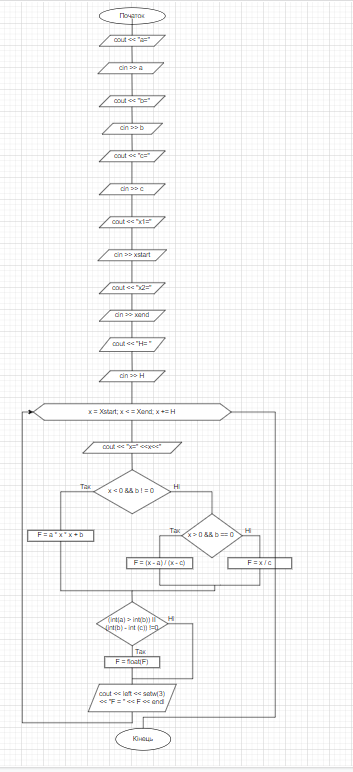 Початок
cout << "a="
cin >> a
cout << "b="
cin >> b
cout << "c="
cin >> c
cout << "x1="
cin >> xstart
cout << "x2="
cin >> xend
cout << "H= "
cin >> H
x = Xstart; x < = Xend; x += H
cout << "x=" <<x<<"
Так
x < 0 && b ! = 0
Ні
F = a * x * x + b
Так
x > 0 && b == 0
Ні
F = (x - a) / (x - c)
F = x / c
(int(a) > int(b)) ||
(int(b) - int (c)) !=0
Ні
Так
F = float(F)
cout << left << setw(3)
<< "F = " << F << endl
Кінець